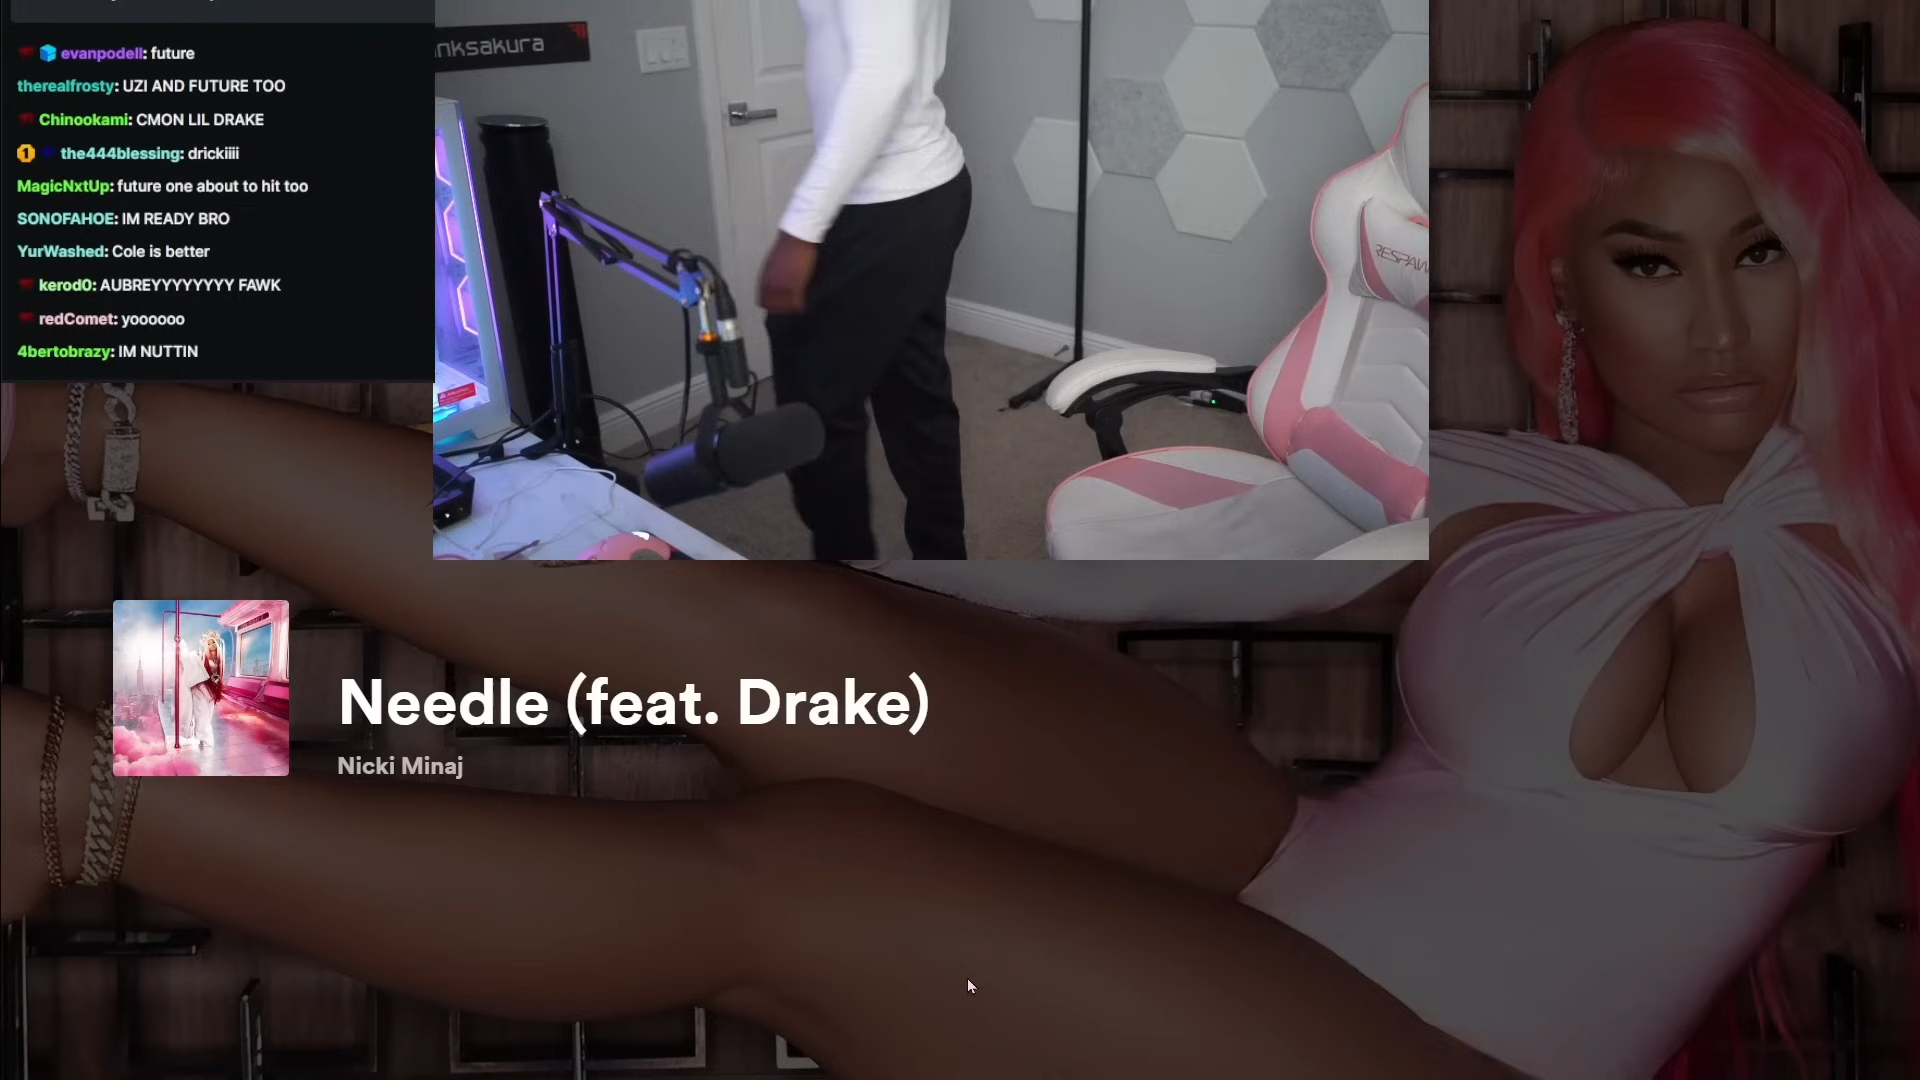 evanpodell: future
therealfrosty: UZI AND FUTURE TOO
Chinookami: CMON LIL DRAKE
1 the444blessing: drickiiii
MagicNxtUp: future one about to hit too
SONOFAHOE: IM READY BRO
YurWashed: Cole is better
kerod0: AUBREYYYYYYYY FAWK
redComet: yoooooo
4bertobrazy: IM NUTTIN
nksakura
RESPAW
Needle (feat. Drake)
Nicki Minaj